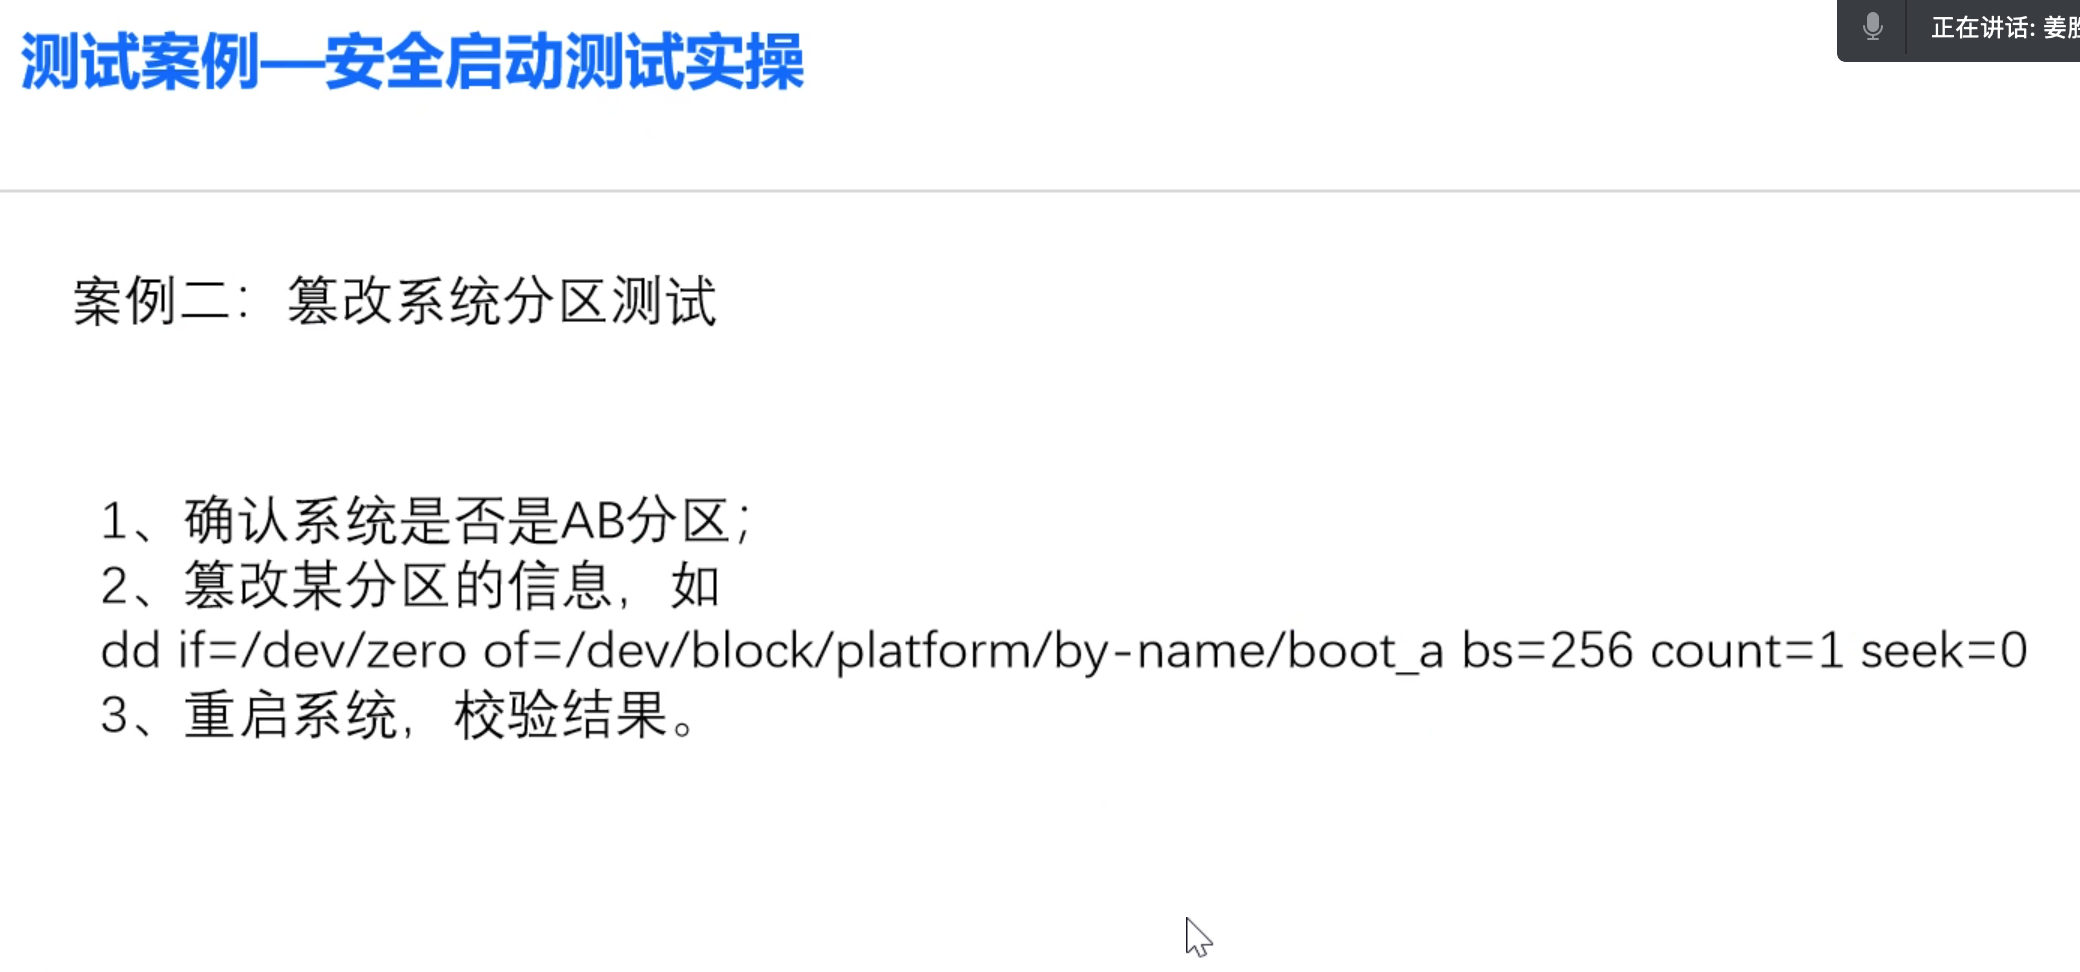 测试案例—安全启动测试实操
正在讲话: 姜
案例二：篡改系统分区测试
1、确认系统是否是AB分区；
2、篡改某分区的信息，如
dd if=/dev/zero of=/dev/block/platform/by-name/boot_a bs=256 count=1 seek=0
3、重启系统，校验结果。